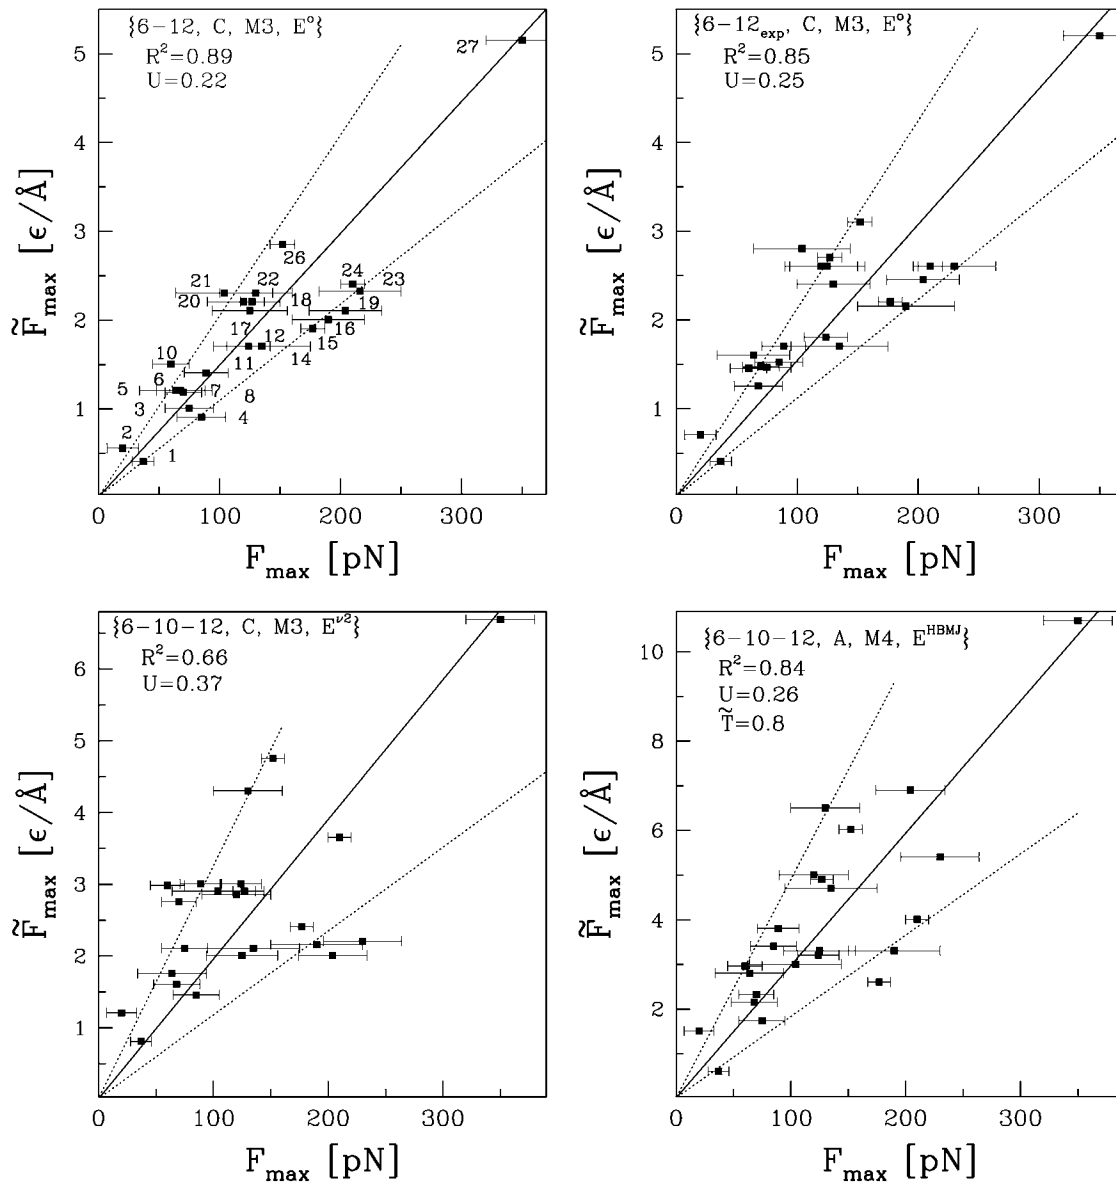 {6-12, C, M3, E°}
R²=0.89
U=0.22
27
26
21
22
24
23
20
18
19
17
12
16
15
10
11
14
5
6
7
8
3
4
2
1
5
4
3
2
1
0
100
200
300
F̃max [ϵ/Å]
Fmax [pN]
{6-12exp, C, M3, E°}
R²=0.85
U=0.25
5
4
3
2
1
0
100
200
300
F̃max [ϵ/Å]
Fmax [pN]
{6-10-12, C, M3, E^ν2}
R²=0.66
U=0.37
6
5
4
3
2
1
0
100
200
300
F̃max [ϵ/Å]
Fmax [pN]
{6-10-12, A, M4, E^HBMJ}
R²=0.84
U=0.26
T̃=0.8
10
8
6
4
2
0
100
200
300
F̃max [ϵ/Å]
Fmax [pN]